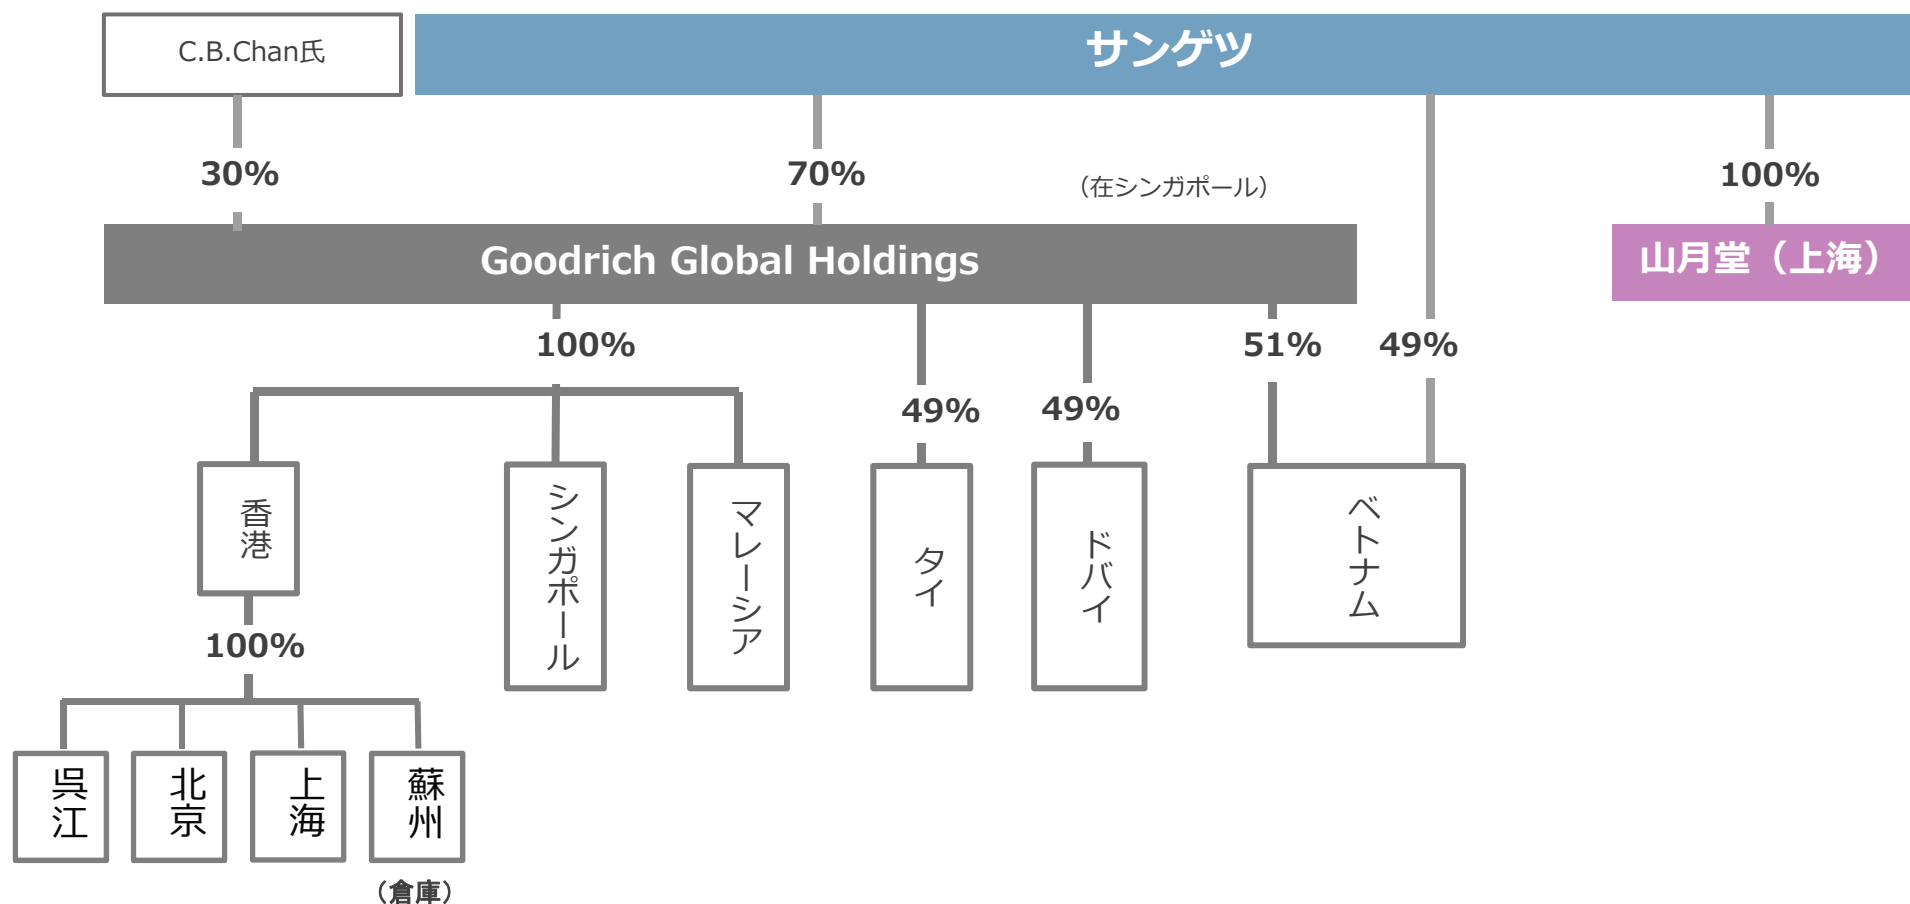 C.B.Chan氏
サンゲツ
30%
70%
（在シンガポール）
100%
Goodrich Global Holdings
山月堂（上海）
100%
51%
49%
49%
49%
香港
シンガポール
マレーシア
タイ
ドバイ
ベトナム
100%
呉江
北京
上海
蘇州
（倉庫）